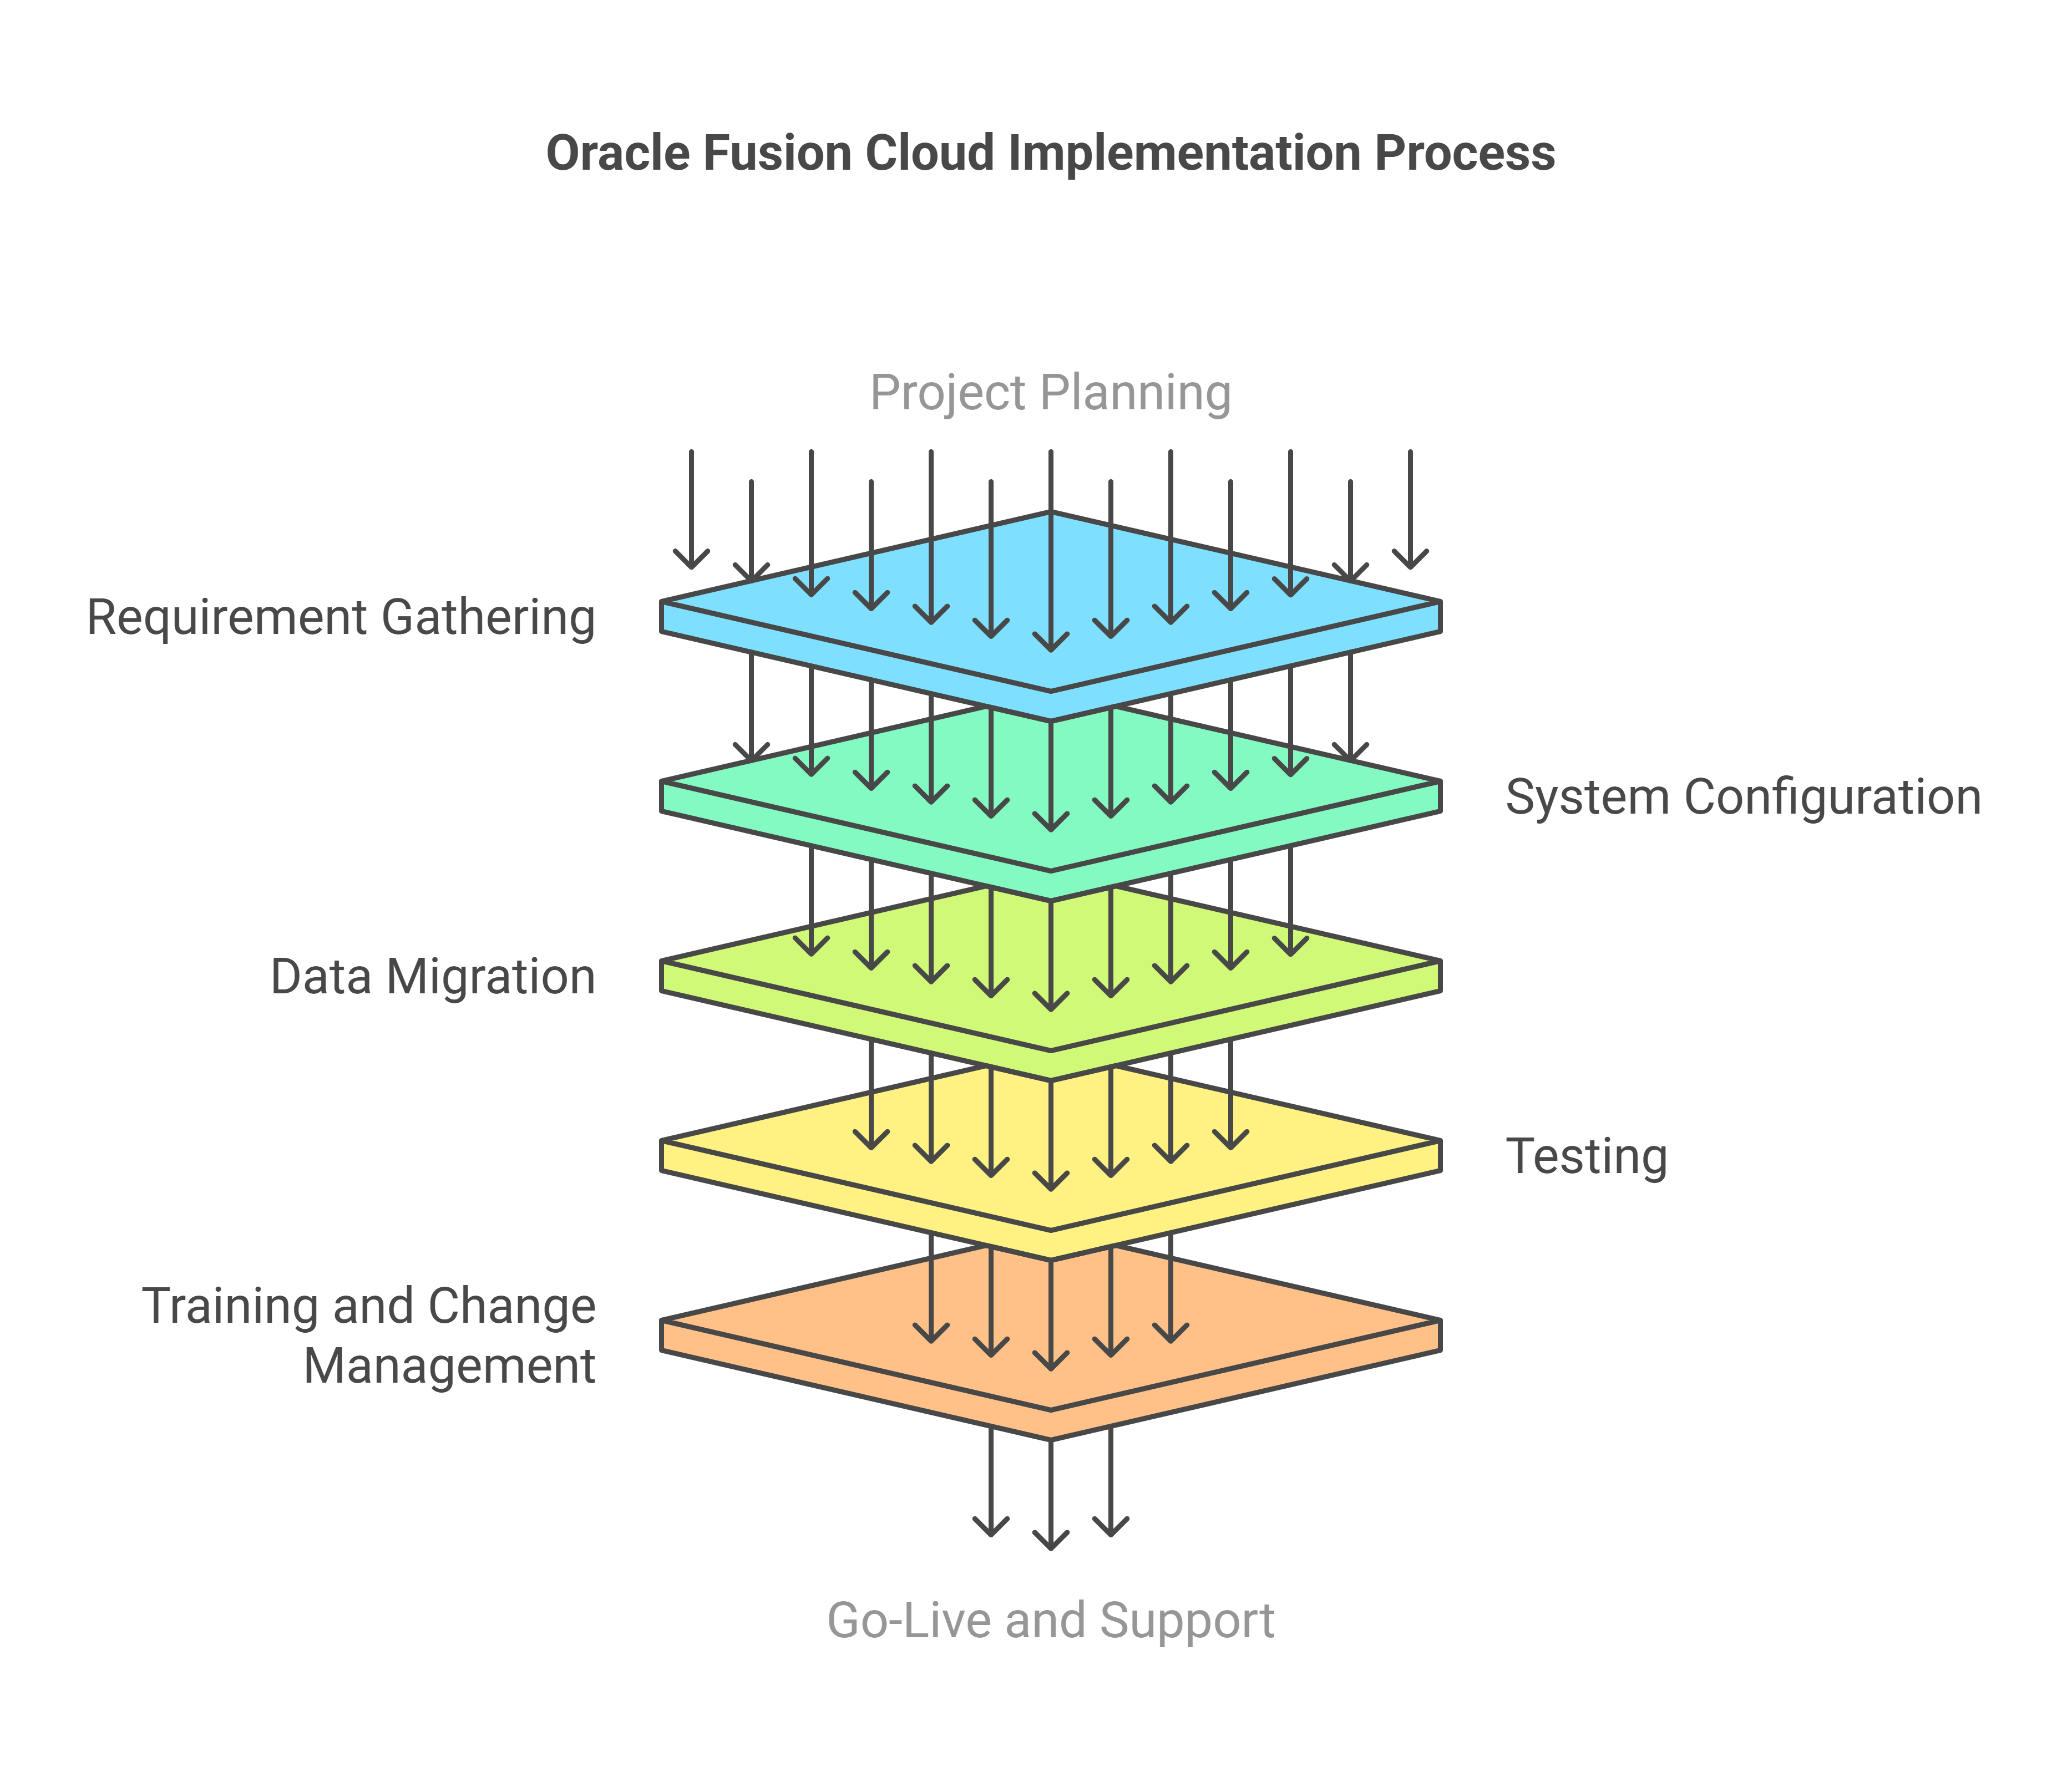 Oracle Fusion Cloud Implementation Process
Project Planning
Requirement Gathering
System Configuration
Data Migration
Testing
Training and Change
Management
Go-Live and Support